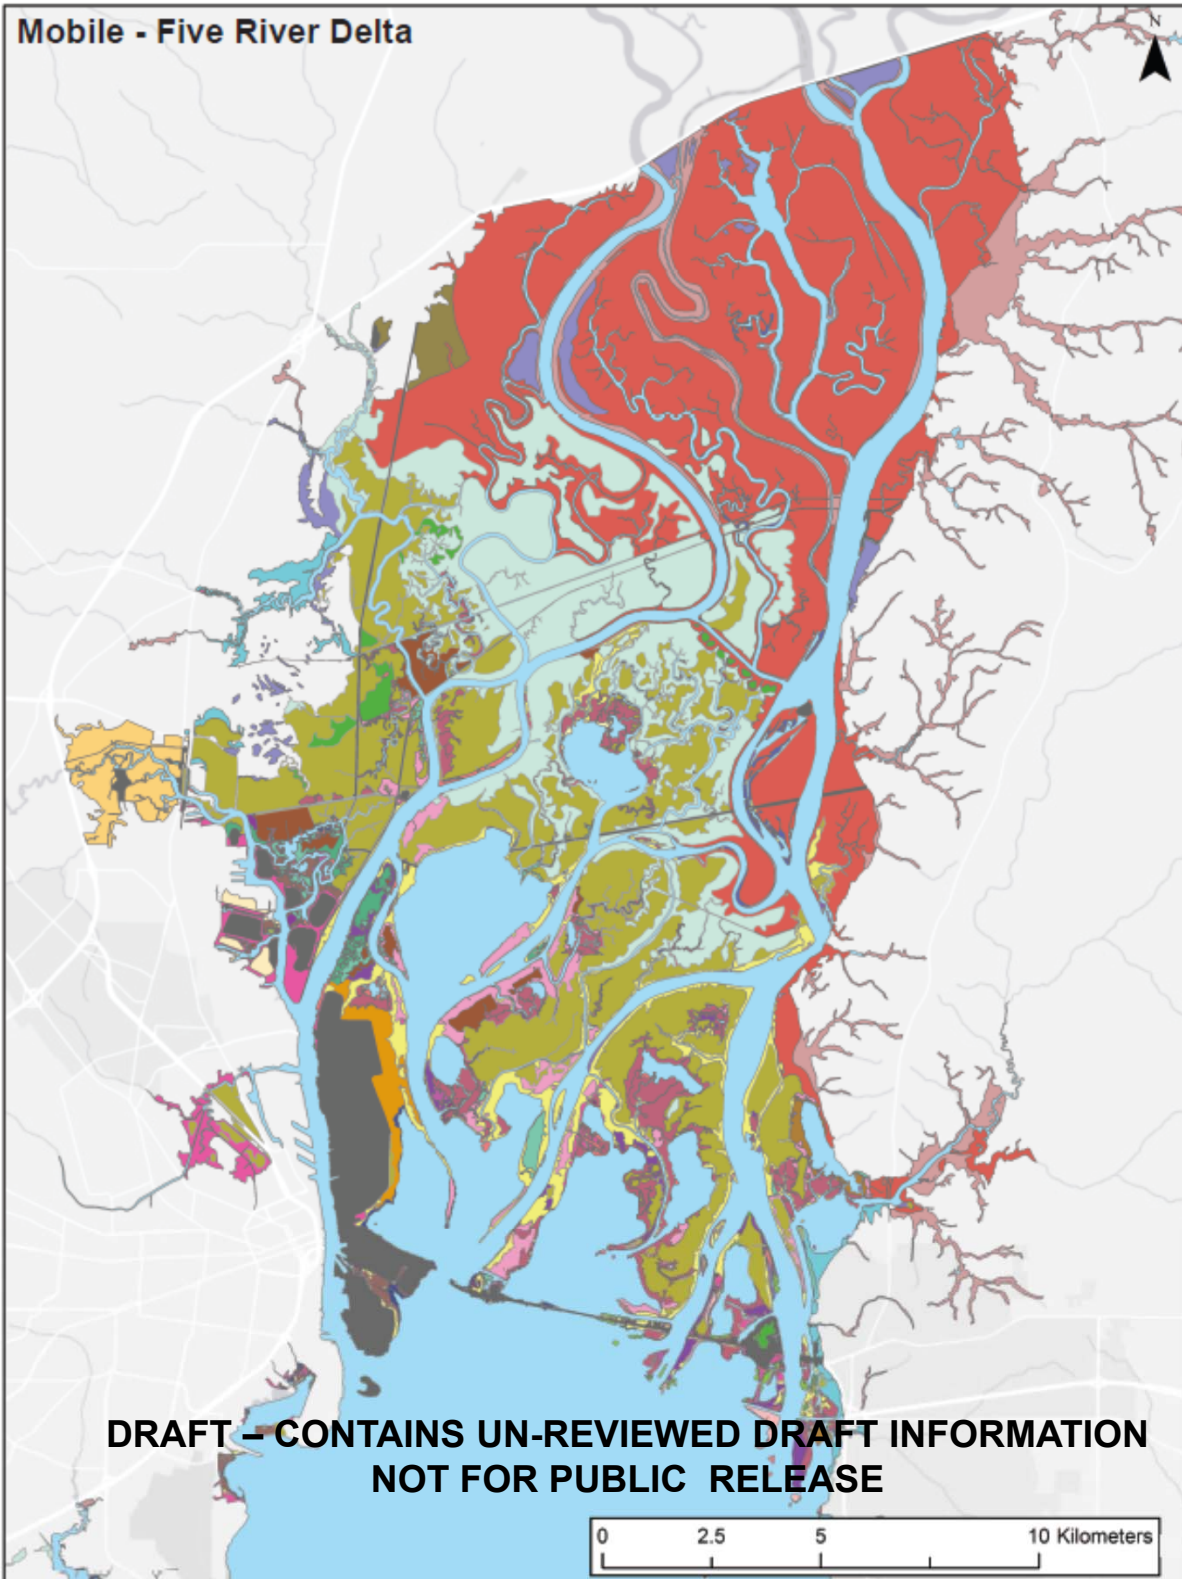 Mobile - Five River Delta
N
DRAFT – CONTAINS UN-REVIEWED DRAFT INFORMATION
NOT FOR PUBLIC RELEASE
0 2.5 5 10 Kilometers